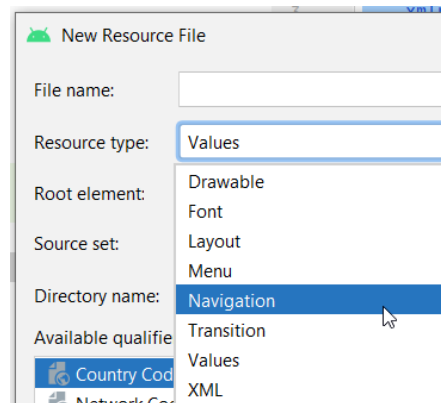 New Resource File
File name:
Resource type: Values
Drawable
Root element:
Font
Layout
Source set:
Menu
Directory name: Navigation
Transition
Available qualifie
Values
Country Cod
XML